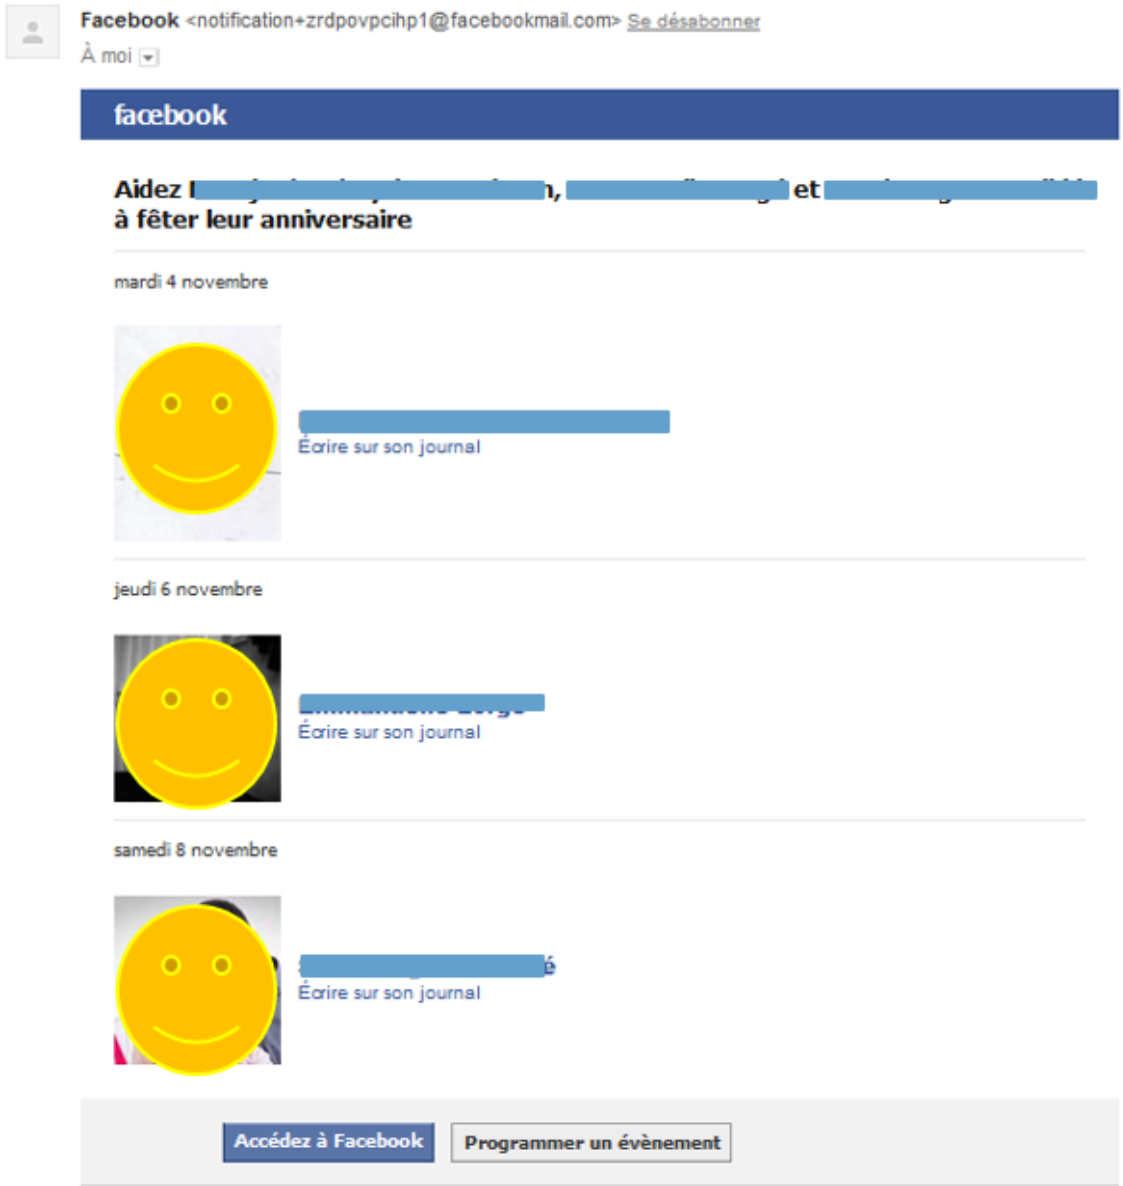 Facebook <notification+zrdpovpcihp1@facebookmail.com> Se désabonner
À moi
facebook
Aidez et
à fêter leur anniversaire
mardi 4 novembre
Écrire sur son journal
jeudi 6 novembre
Écrire sur son journal
samedi 8 novembre
Écrire sur son journal
Accédez à Facebook Programmer un évènement